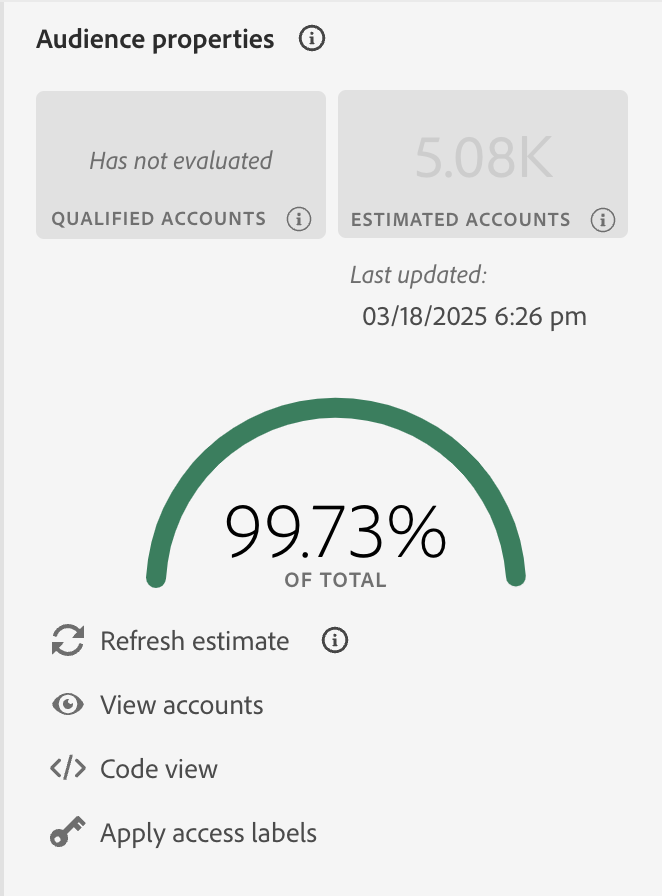 Audience properties
Has not evaluated
QUALIFIED ACCOUNTS
5.08K
ESTIMATED ACCOUNTS
Last updated:
03/18/2025 6:26 pm
99.73%
OF TOTAL
Refresh estimate
View accounts
Code view
Apply access labels